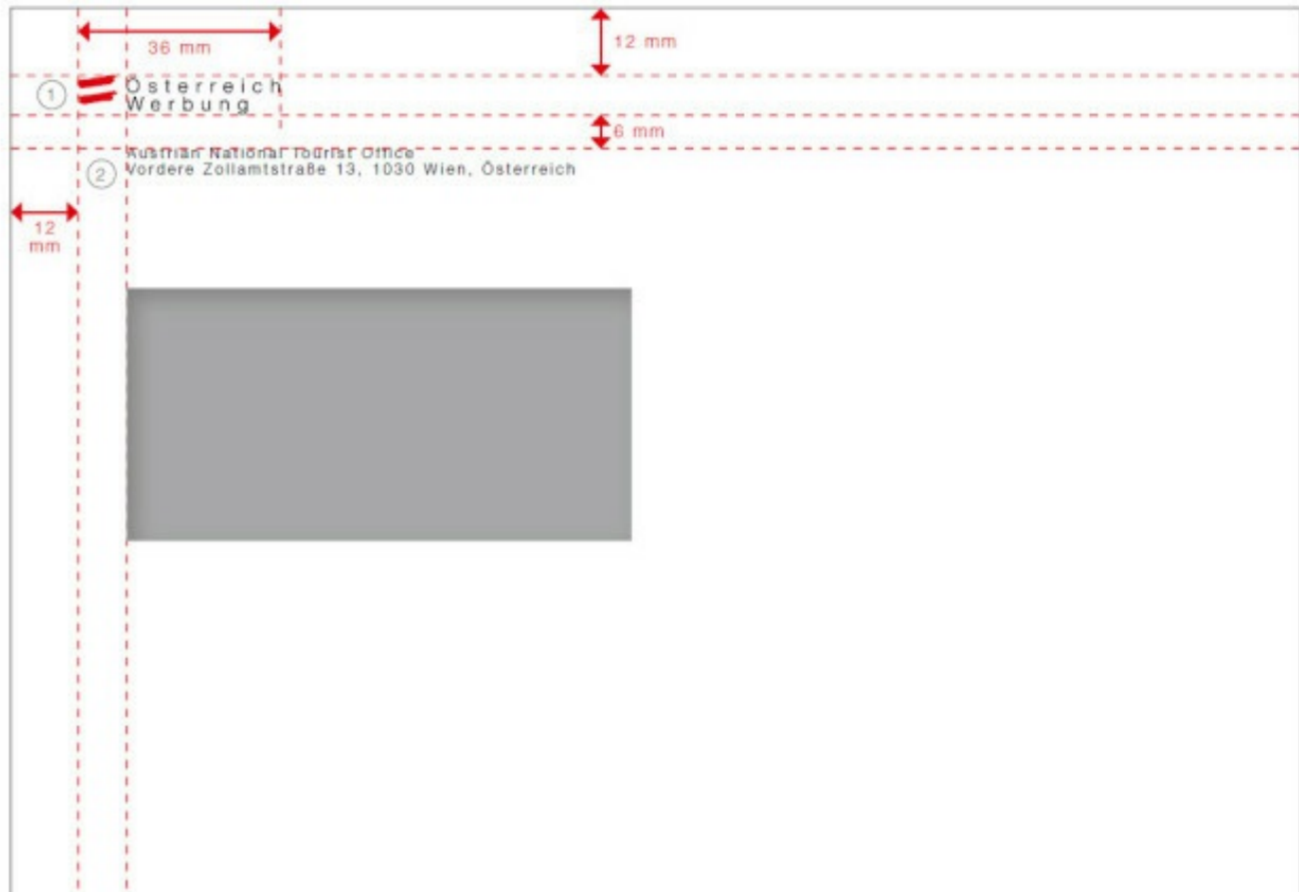 36 mm
12 mm
1
Österreich
Werbung
6 mm
Austrian National Tourist Office
2
Vordere Zollamtstraße 13, 1030 Wien, Österreich
12
mm